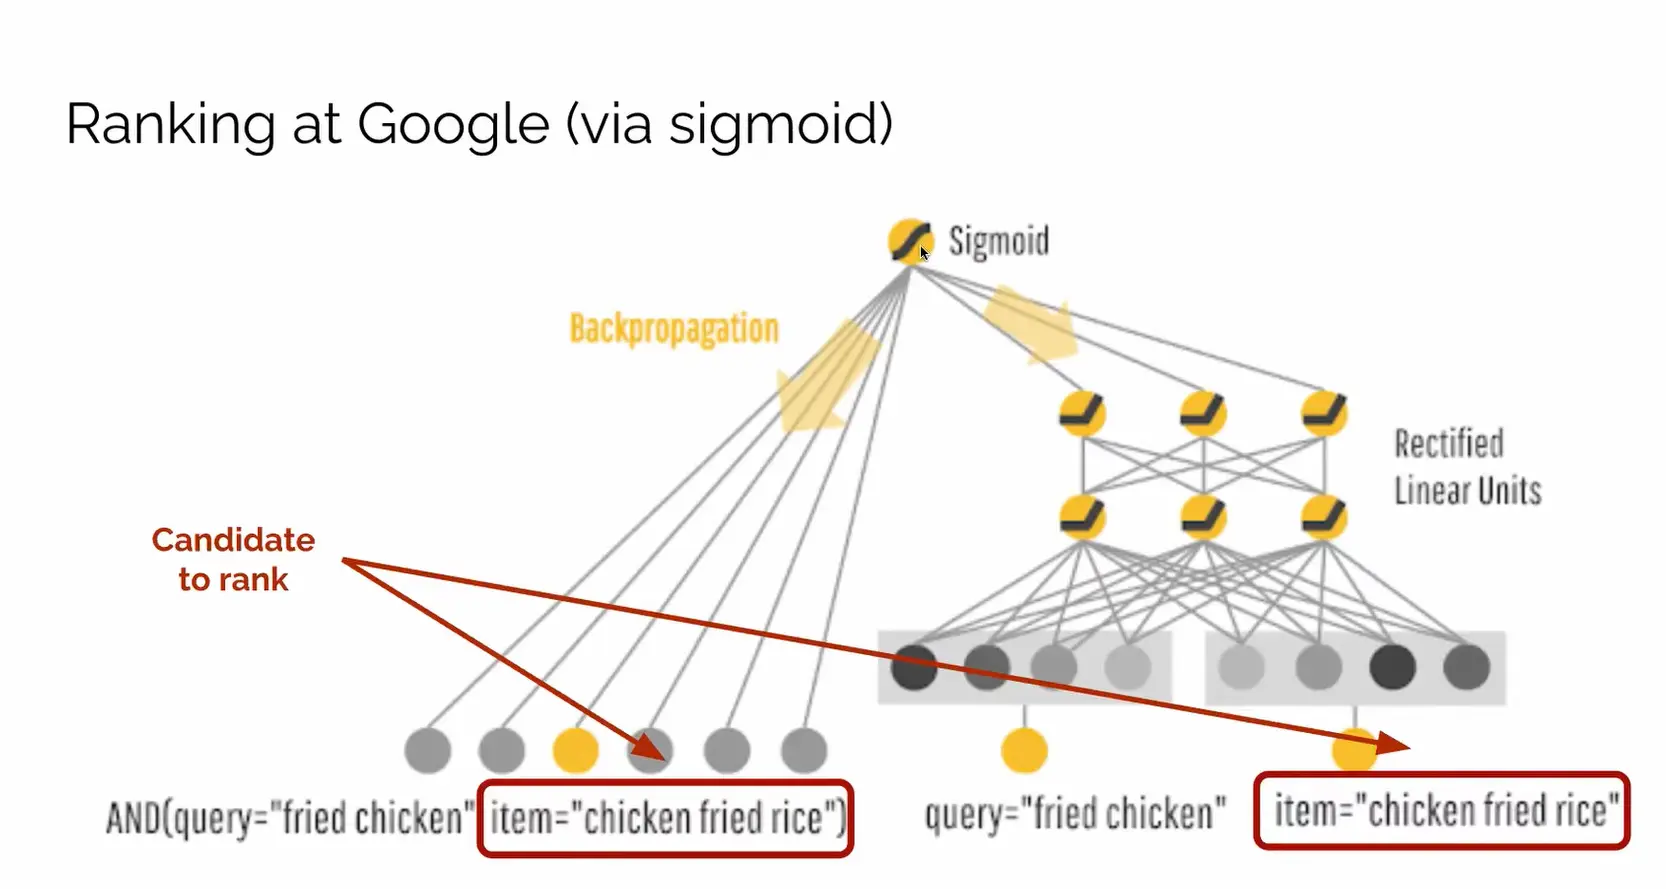 Ranking at Google (via sigmoid)
Sigmoid
Backpropagation
Rectified
Linear Units
Candidate
to rank
AND(query="fried chicken" item="chicken fried rice")
query="fried chicken"
item="chicken fried rice"